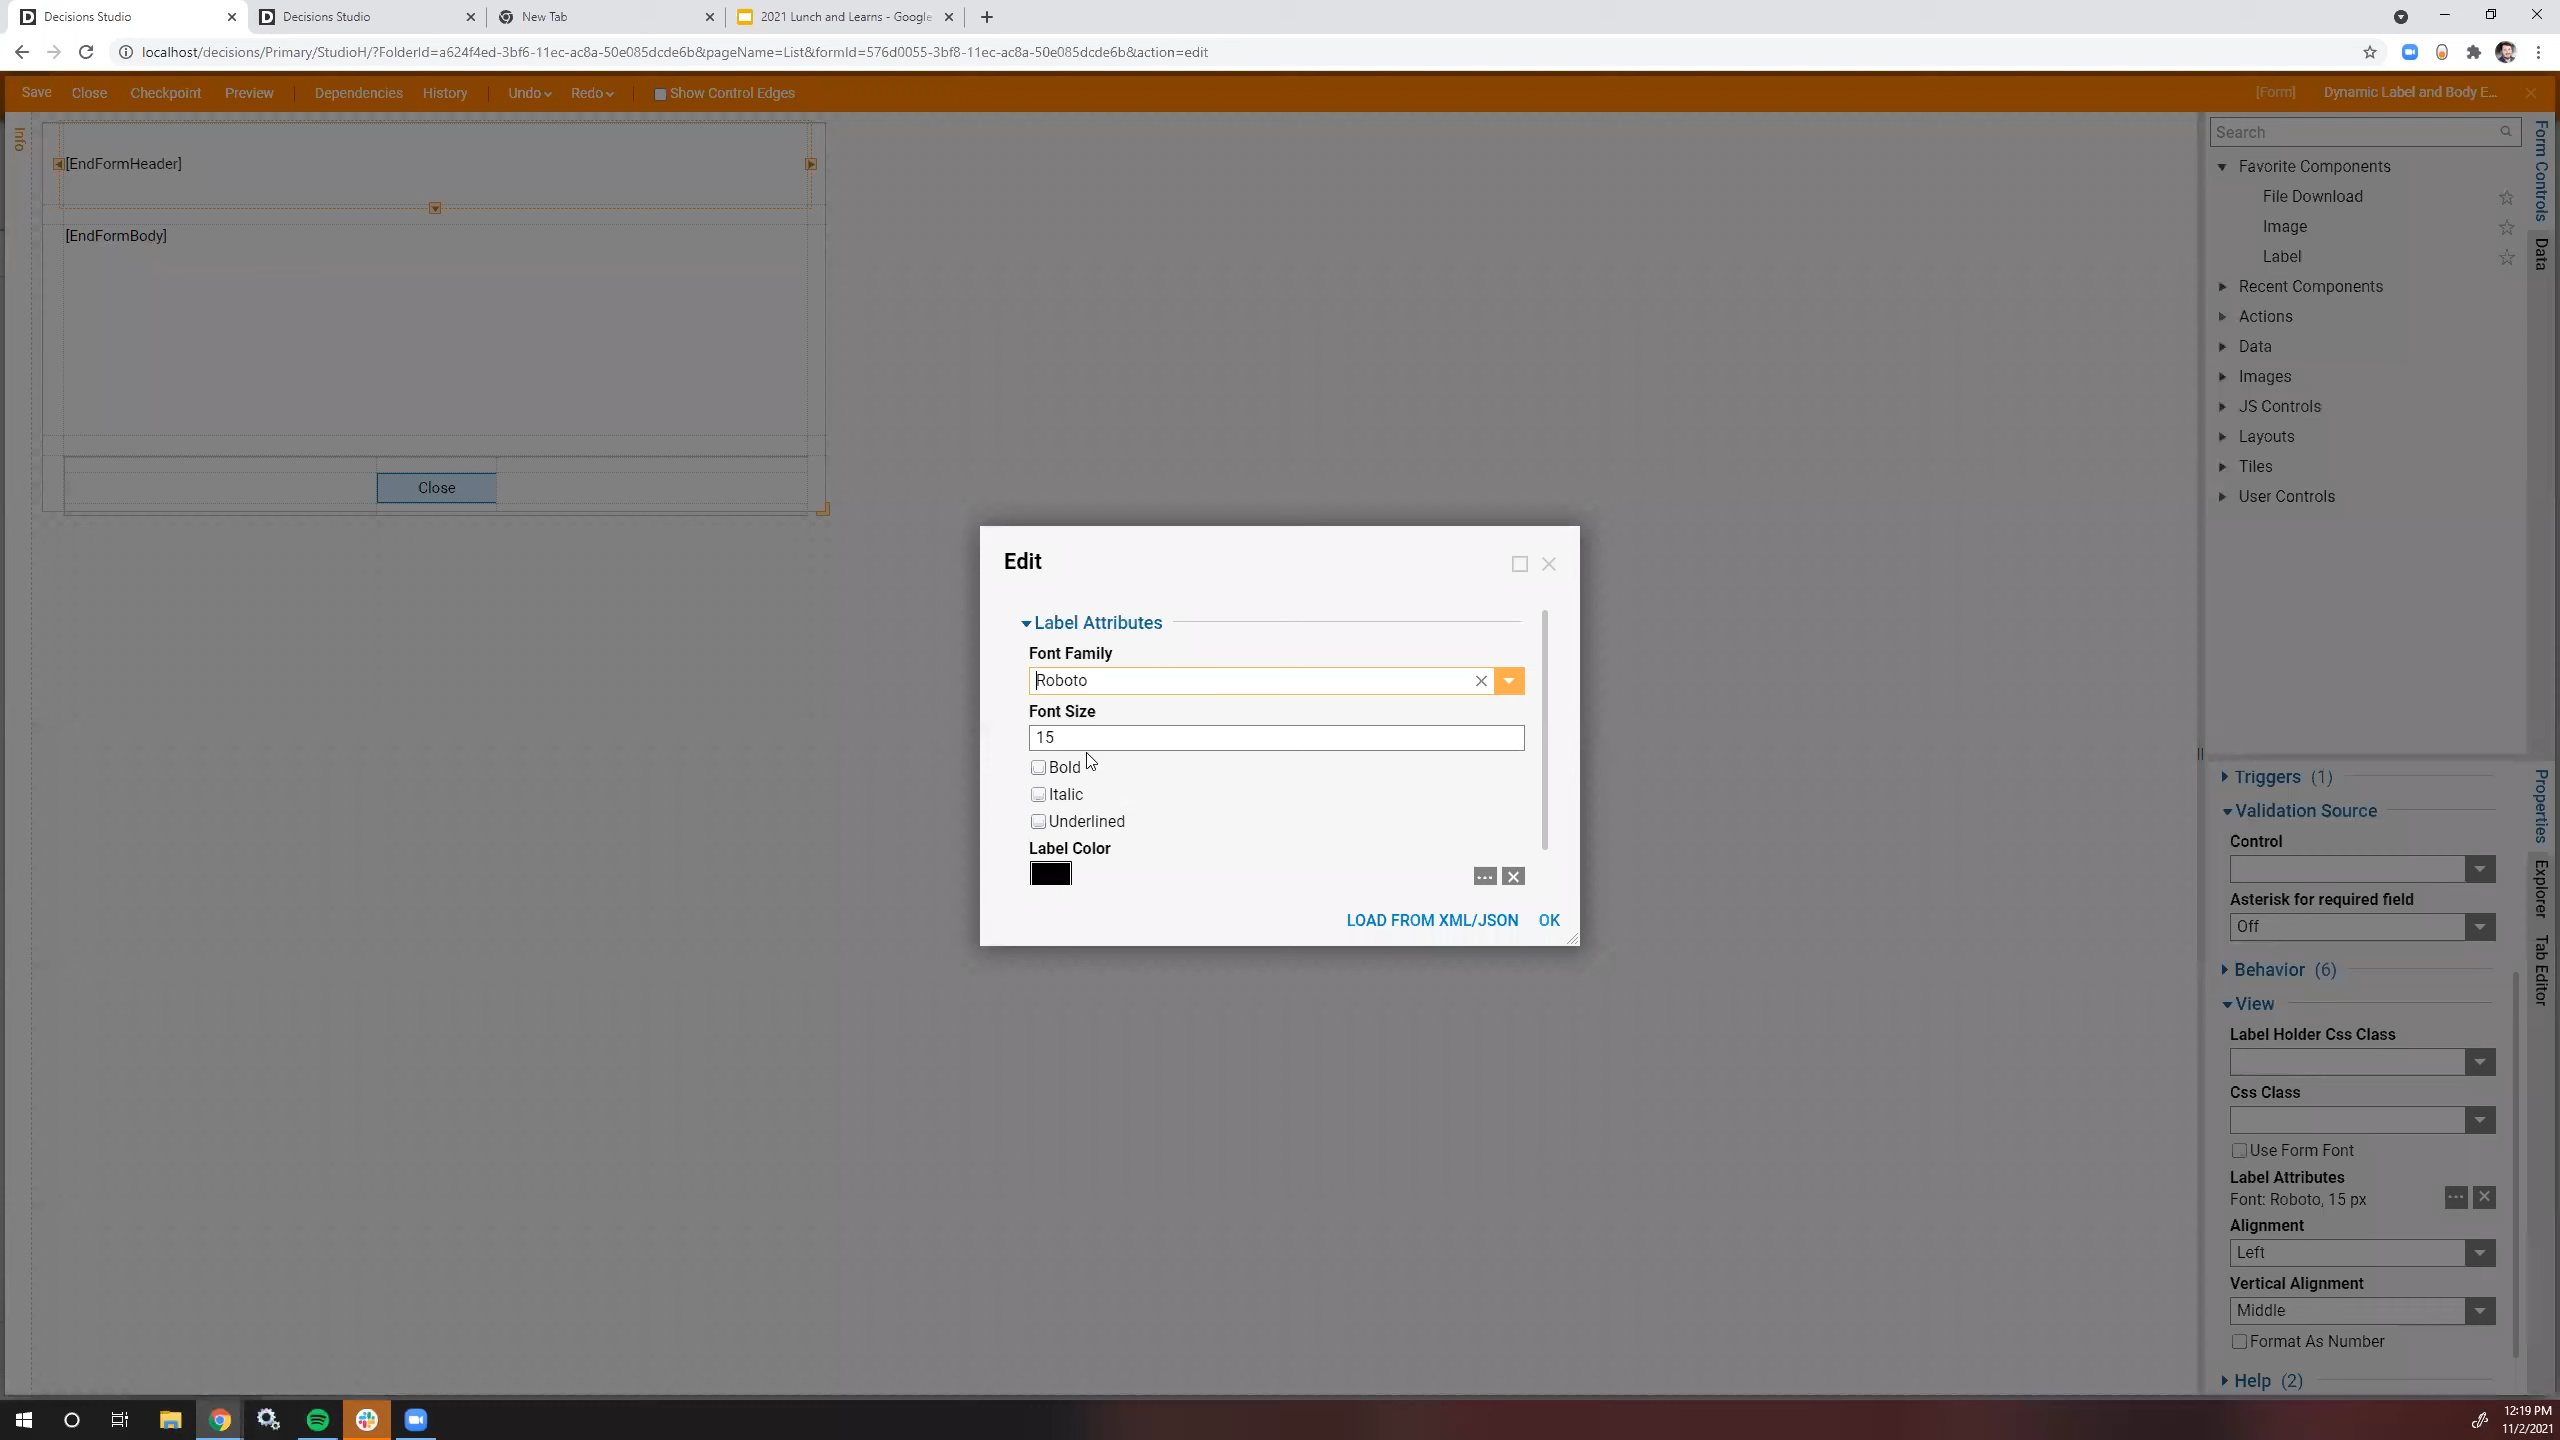 Decisions Studio
Decisions Studio
New Tab
2021 Lunch and Learns - Google
localhost/decisions/Primary/StudioH/?FolderId=a624f4ed-3bf6-11ec-ac8a-50e085dcde6b&pageName=List&formId=576d0055-3bf8-11ec-ac8a-50e085dcde6b&action=edit
Save Close Checkpoint Preview Dependencies History Undo Redo Show Control Edges [Form] Dynamic Label and Body E...
Info
[EndFormHeader]
[EndFormBody]
Close
Edit
Label Attributes
Font Family
Roboto
Font Size
15
Bold
Italic
Underlined
Label Color
LOAD FROM XML/JSON OK
Search
Favorite Components
File Download
Image
Label
Recent Components
Actions
Data
Images
JS Controls
Layouts
Tiles
User Controls
Form Controls
Data
Triggers (1)
Validation Source
Control
Asterisk for required field
Off
Behavior (6)
View
Label Holder Css Class
Css Class
Use Form Font
Label Attributes
Font: Roboto, 15 px
Alignment
Left
Vertical Alignment
Middle
Format As Number
Help (2)
Properties
Explorer
Tab Editor
12:19 PM
11/2/2021